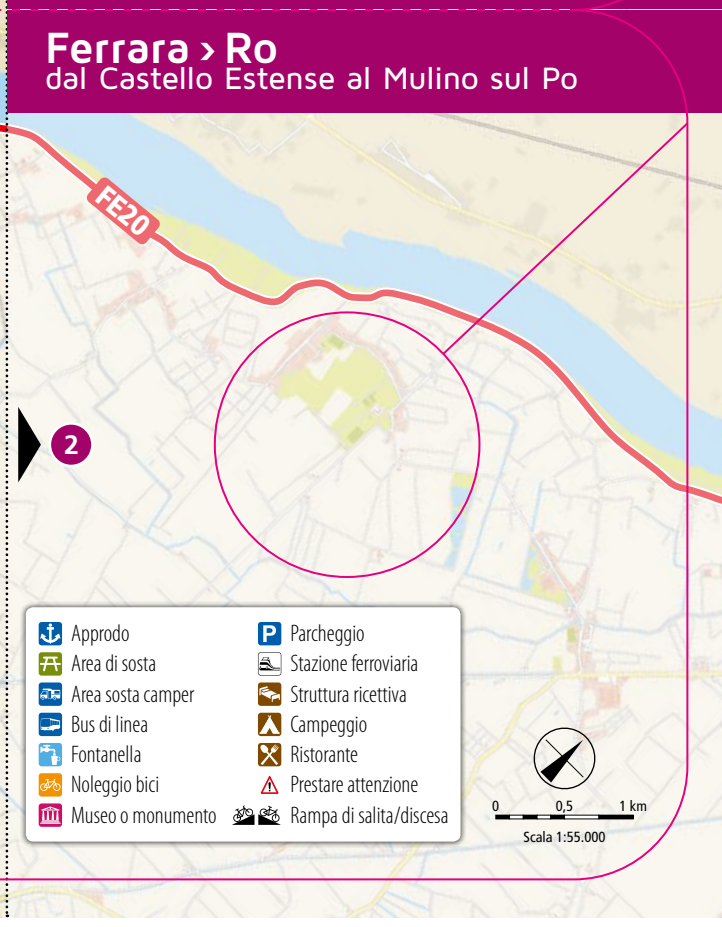 Ferrara › Ro
dal Castello Estense al Mulino sul Po
FE20
2
Approdo
Area di sosta
Area sosta camper
Bus di linea
Fontanella
Noleggio bici
Museo o monumento
P Parcheggio
Stazione ferroviaria
Struttura ricettiva
Campeggio
Ristorante
Prestare attenzione
Rampa di salita/discesa
0 0,5 1 km
Scala 1:55.000